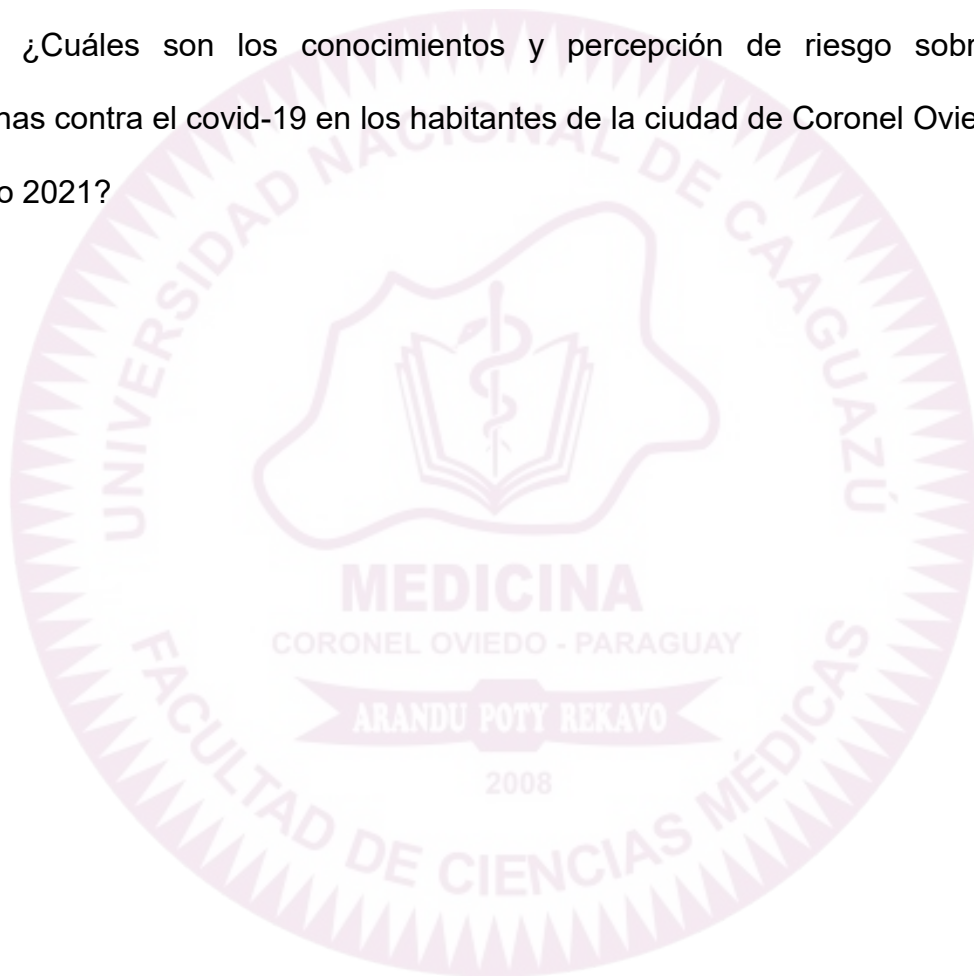 ¿Cuáles son los conocimientos y percepción de riesgo sobr
nas contra el covid-19 en los habitantes de la ciudad de Coronel Ovie
o 2021?
UNIVERSIDAD NACIONAL DE CAAGUAZÚ
MEDICINA
CORONEL OVIEDO - PARAGUAY
ARANDU POTY REKAVO
2008
FACULTAD DE CIENCIAS MÉDICAS